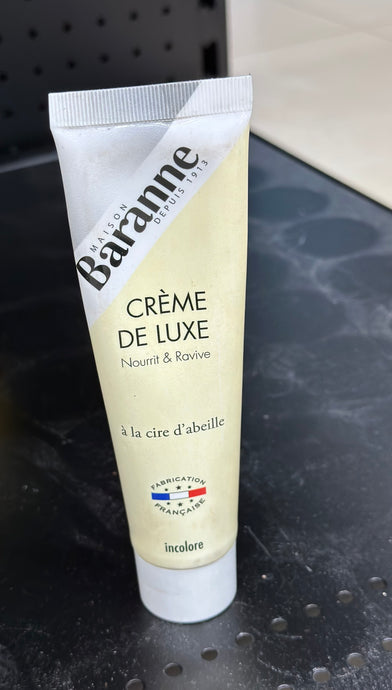 MAISON
Baranne
DEPUIS 1913
CRÈME
DE LUXE
Nourrit & Ravive
à la cire d'abeille
FABRICATION
FRANÇAISE
incolore